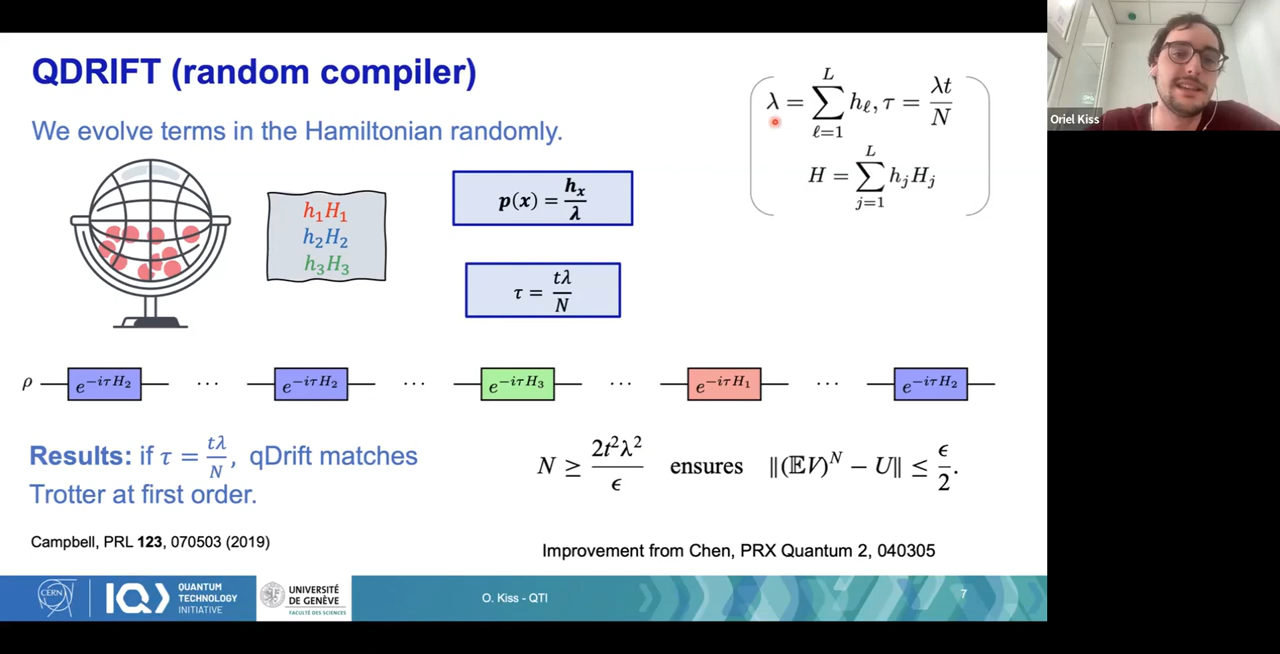 QDRIFT (random compiler)
We evolve terms in the Hamiltonian randomly.
h₁H₁
h₂H₂
h₃H₃
p(x) = hₓ/λ
τ = tλ/N
λ = ∑_{ℓ=1}^{L} h_ℓ, τ = λt/N
H = ∑_{j=1}^{L} h_j H_j
Oriel Kiss
ρ e^{-iτH₂} ... e^{-iτH₂} ... e^{-iτH₃} ... e^{-iτH₁} ... e^{-iτH₂}
Results: if τ = tλ/N, qDrift matches
Trotter at first order.
N ≥ 2t²λ²/ϵ ensures ‖(𝔼V)^N − U‖ ≤ ϵ/2.
Campbell, PRL 123, 070503 (2019)
Improvement from Chen, PRX Quantum 2, 040305
CERN
QUANTUM
TECHNOLOGY
INITIATIVE
UNIVERSITÉ
DE GENÈVE
FACULTÉ DES SCIENCES
O. Kiss - QTI
7